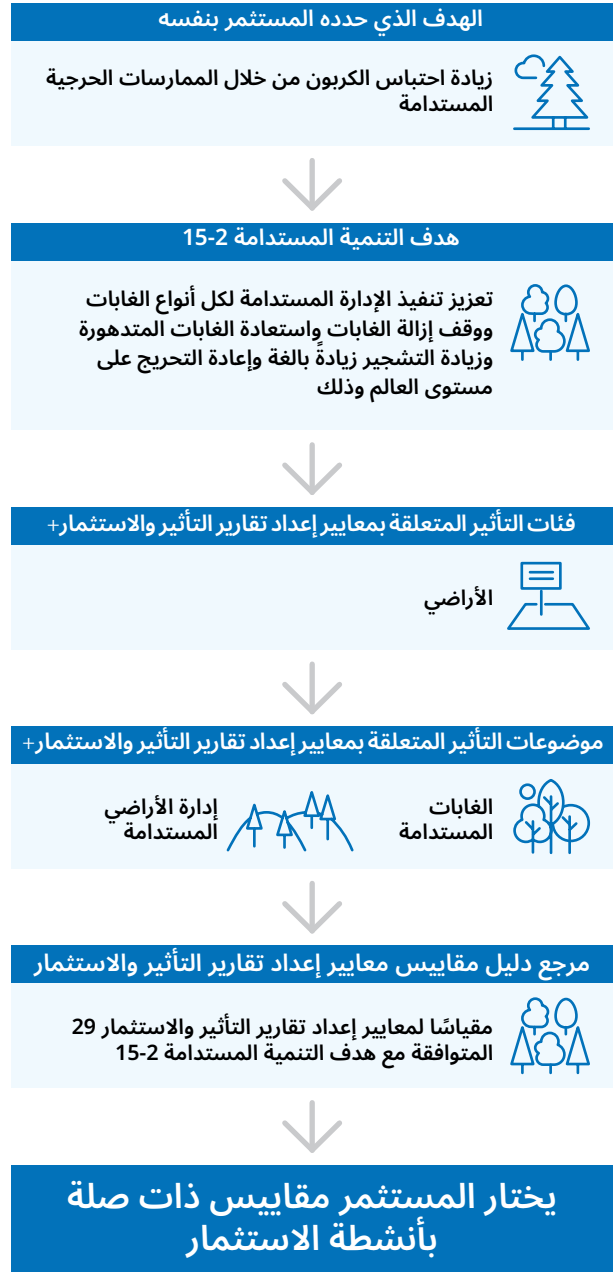 الهدف الذي حدده المستثمر بنفسه
زيادة احتباس الكربون من خلال الممارسات الحرجية
المستدامة
هدف التنمية المستدامة 2-15
تعزيز تنفيذ الإدارة المستدامة لكل أنواع الغابات
ووقف إزالة الغابات واستعادة الغابات المتدهورة
وزيادة التشجير زيادةً بالغة وإعادة التحريج على
مستوى العالم وذلك
فئات التأثير المتعلقة بمعايير إعداد تقارير التأثير والاستثمار+
الأراضي
موضوعات التأثير المتعلقة بمعايير إعداد تقارير التأثير والاستثمار+
الغابات
المستدامة
إدارة الأراضي
المستدامة
مرجع دليل مقاييس معايير إعداد تقارير التأثير والاستثمار
مقياسًا لمعايير إعداد تقارير التأثير والاستثمار 29
المتوافقة مع هدف التنمية المستدامة 2-15
يختار المستثمر مقاييس ذات صلة
بأنشطة الاستثمار